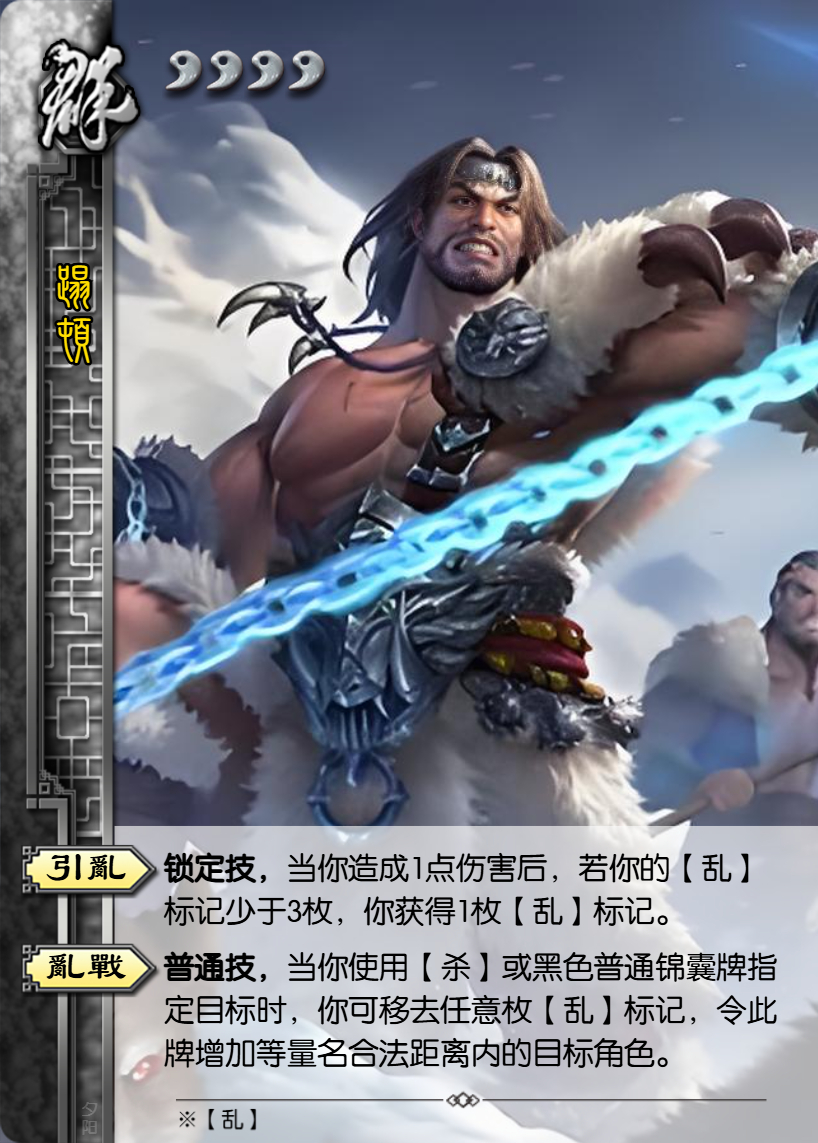 群
蹋頓
引亂
锁定技，当你造成1点伤害后，若你的【乱】
标记少于3枚，你获得1枚【乱】标记。
亂戰
普通技，当你使用【杀】或黑色普通锦囊牌指
定目标时，你可移去任意枚【乱】标记，令此
牌增加等量名合法距离内的目标角色。
※【乱】
夕阳